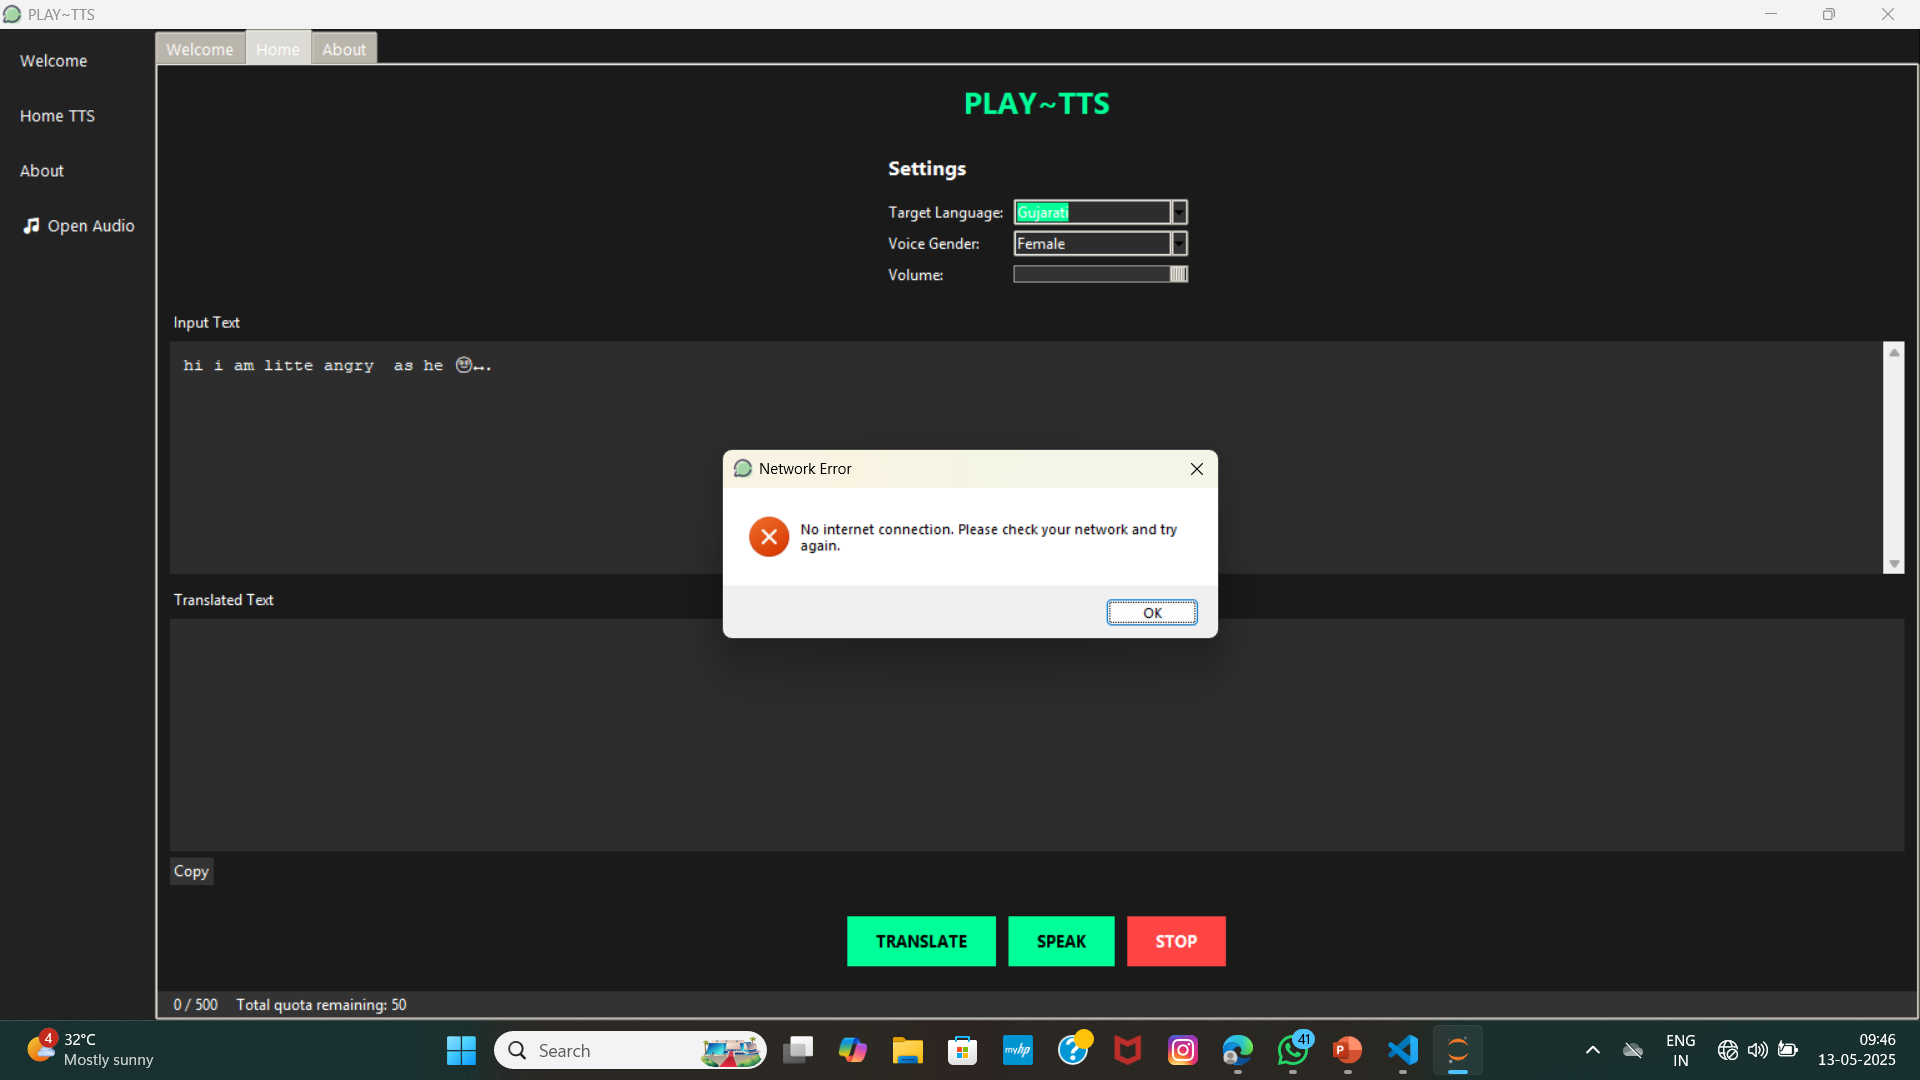 PLAY~TTS
Welcome
Home TTS
About
Open Audio
Welcome Home About
PLAY~TTS
Settings
Target Language: Gujarati
Voice Gender: Female
Volume:
Input Text
hi i am litte angry  as he 🤓↔.
Network Error
No internet connection. Please check your network and try
again.
OK
Translated Text
Copy
TRANSLATE SPEAK STOP
0 / 500 Total quota remaining: 50
4
32°C
Mostly sunny
Search
myhp
41
ENG
IN
09:46
13-05-2025